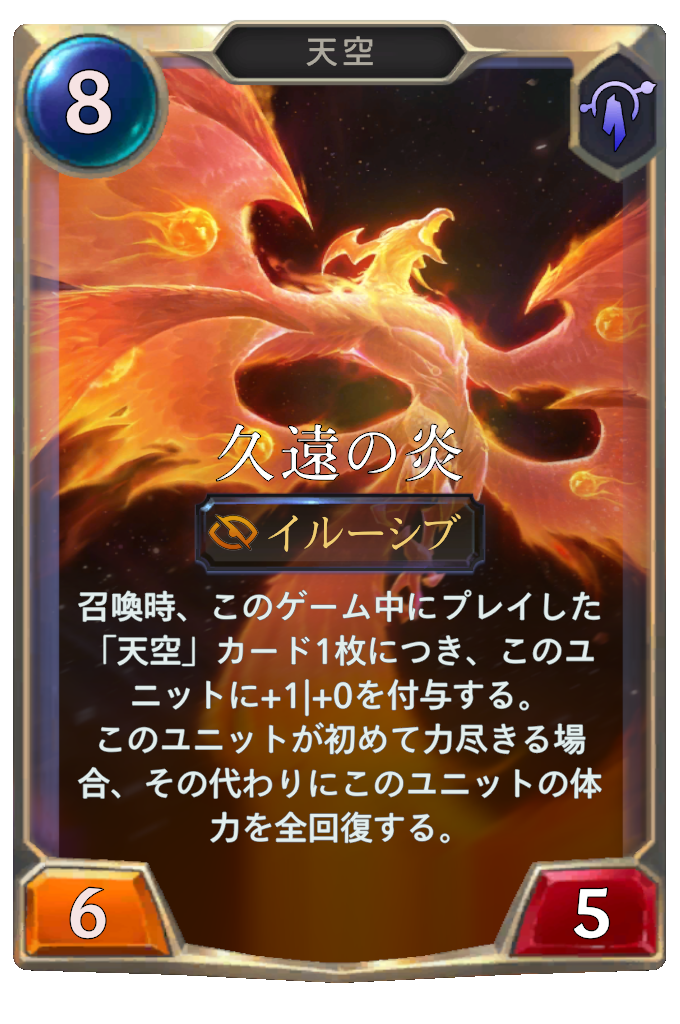 天空
8
久遠の炎
イルーシブ
召喚時、このゲーム中にプレイした
「天空」カード1枚につき、このユ
ニットに+1|+0を付与する。
このユニットが初めて力尽きる場
合、その代わりにこのユニットの体
力を全回復する。
6
5